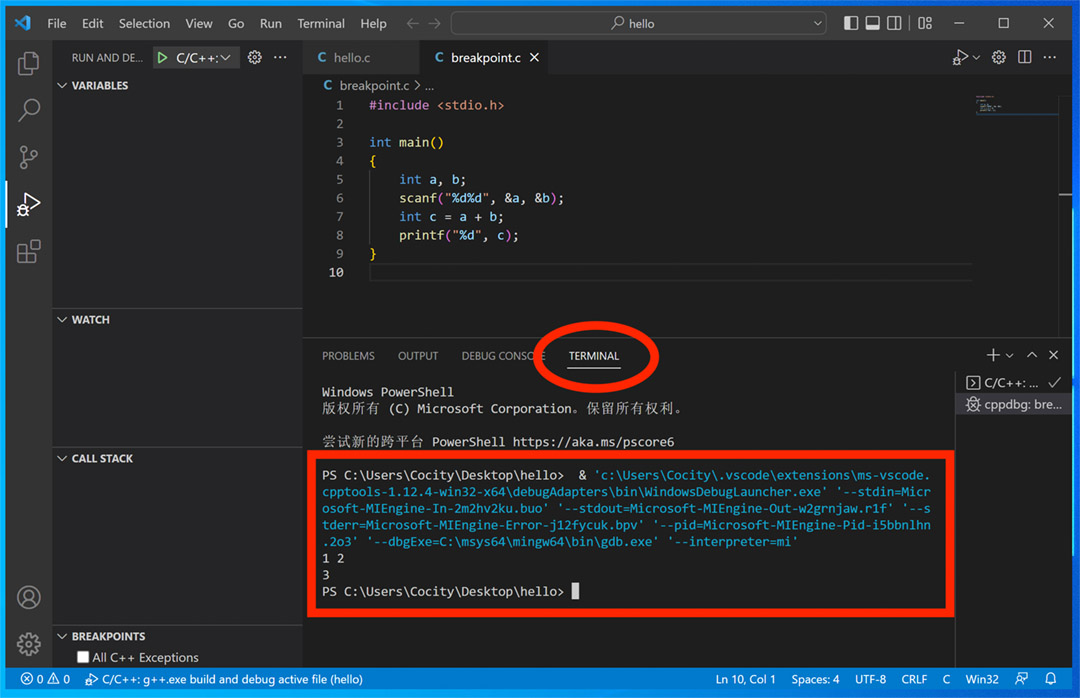 File Edit Selection View Go Run Terminal Help hello
RUN AND DE... C/C++: hello.c breakpoint.c
VARIABLES
breakpoint.c > ...
1 #include <stdio.h>
2
3 int main()
4 {
5 int a, b;
6 scanf("%d%d", &a, &b);
7 int c = a + b;
8 printf("%d", c);
9 }
10
WATCH
CALL STACK
BREAKPOINTS
All C++ Exceptions
PROBLEMS OUTPUT DEBUG CONSOLE TERMINAL
Windows PowerShell
版权所有 (C) Microsoft Corporation。保留所有权利。
尝试新的跨平台 PowerShell https://aka.ms/pscore6
PS C:\Users\Cocity\Desktop\hello> & 'c:\Users\Cocity\.vscode\extensions\ms-vscode.
cpptools-1.12.4-win32-x64\debugAdapters\bin\WindowsDebugLauncher.exe' '--stdin=Micr
osoft-MIEngine-In-2m2hv2ku.buo' '--stdout=Microsoft-MIEngine-Out-w2grnjaw.r1f' '--s
tderr=Microsoft-MIEngine-Error-j12fycuk.bpv' '--pid=Microsoft-MIEngine-Pid-i5bbnlhn
.2o3' '--dbgExe=C:\msys64\mingw64\bin\gdb.exe' '--interpreter=mi'
1 2
3
PS C:\Users\Cocity\Desktop\hello>
C/C++: ...
cppdbg: bre...
0 0 C/C++: g++.exe build and debug active file (hello) Ln 10, Col 1 Spaces: 4 UTF-8 CRLF C Win32